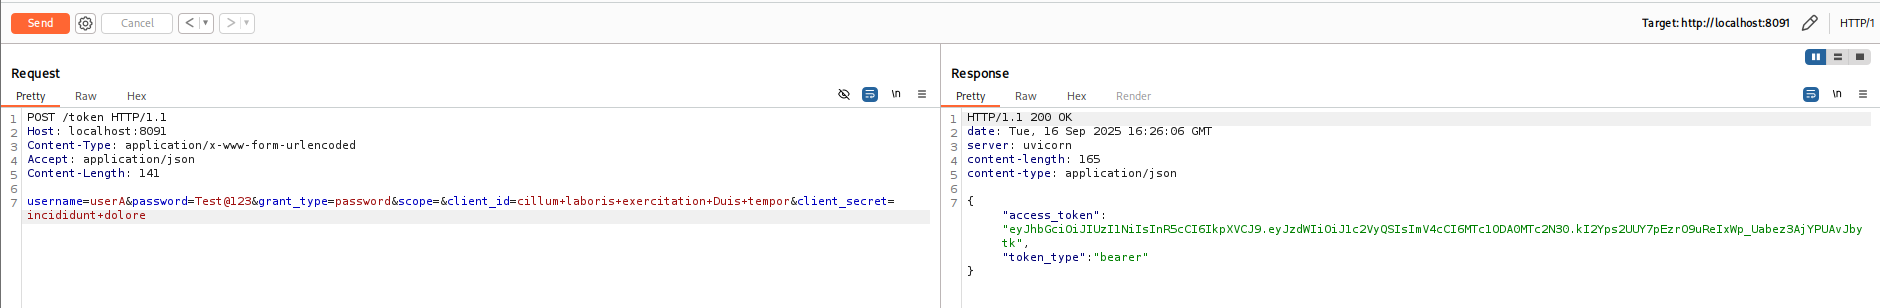 Send Cancel < > Target: http://localhost:8091 HTTP/1
Request
Pretty Raw Hex \n
1 POST /token HTTP/1.1
2 Host: localhost:8091
3 Content-Type: application/x-www-form-urlencoded
4 Accept: application/json
5 Content-Length: 141
6
7 username=userA&password=Test@123&grant_type=password&scope=&client_id=cillum+laboris+exercitation+Duis+tempor&client_secret=
incididunt+dolore
Response
Pretty Raw Hex Render \n
1 HTTP/1.1 200 OK
2 date: Tue, 16 Sep 2025 16:26:06 GMT
3 server: uvicorn
4 content-length: 165
5 content-type: application/json
6
7 {
"access_token":
"eyJhbGciOiJIUzI1NiIsInR5cCI6IkpXVCJ9.eyJzdWIiOiJ1c2VyQSIsImV4cCI6MTc1ODA0MTc2N30.kI2Yps2UUY7pEzrO9uReIxWp_Uabez3AjYPUAvJby
tk",
"token_type":"bearer"
}